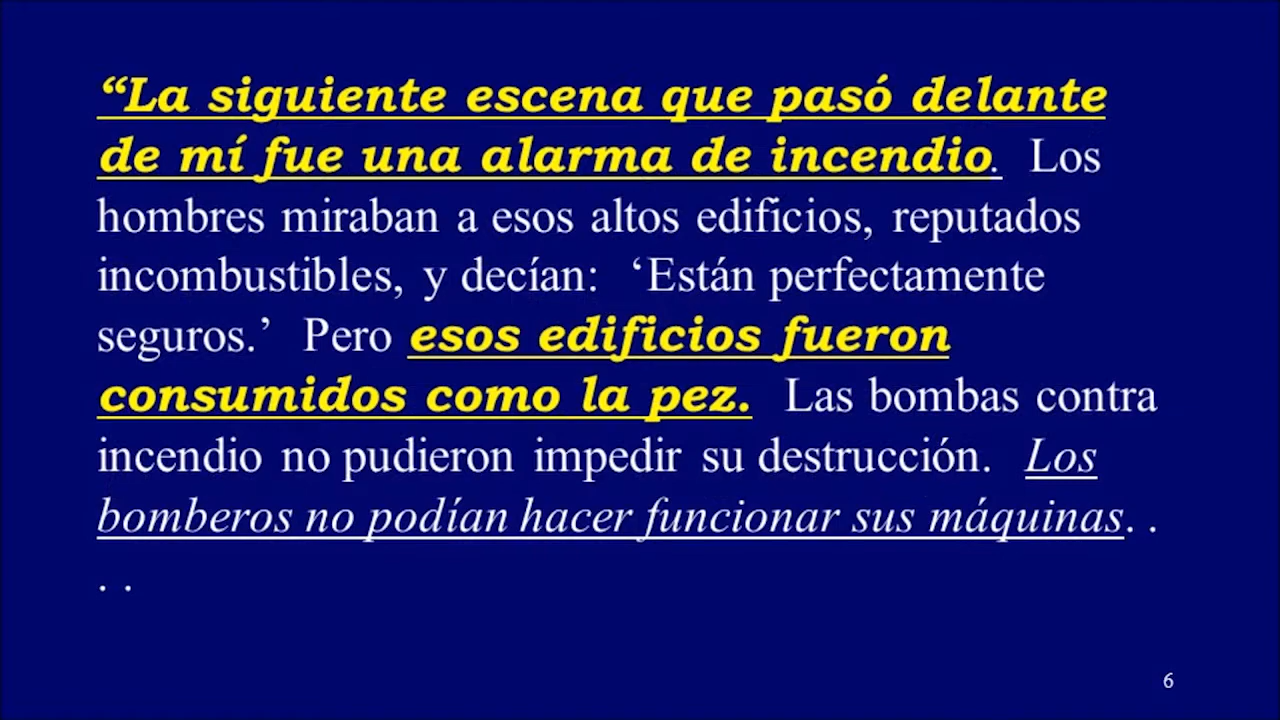 “La siguiente escena que pasó delante
de mí fue una alarma de incendio. Los
hombres miraban a esos altos edificios, reputados
incombustibles, y decían: ‘Están perfectamente
seguros.’ Pero esos edificios fueron
consumidos como la pez. Las bombas contra
incendio no pudieron impedir su destrucción. Los
bomberos no podían hacer funcionar sus máquinas. .
. .
6